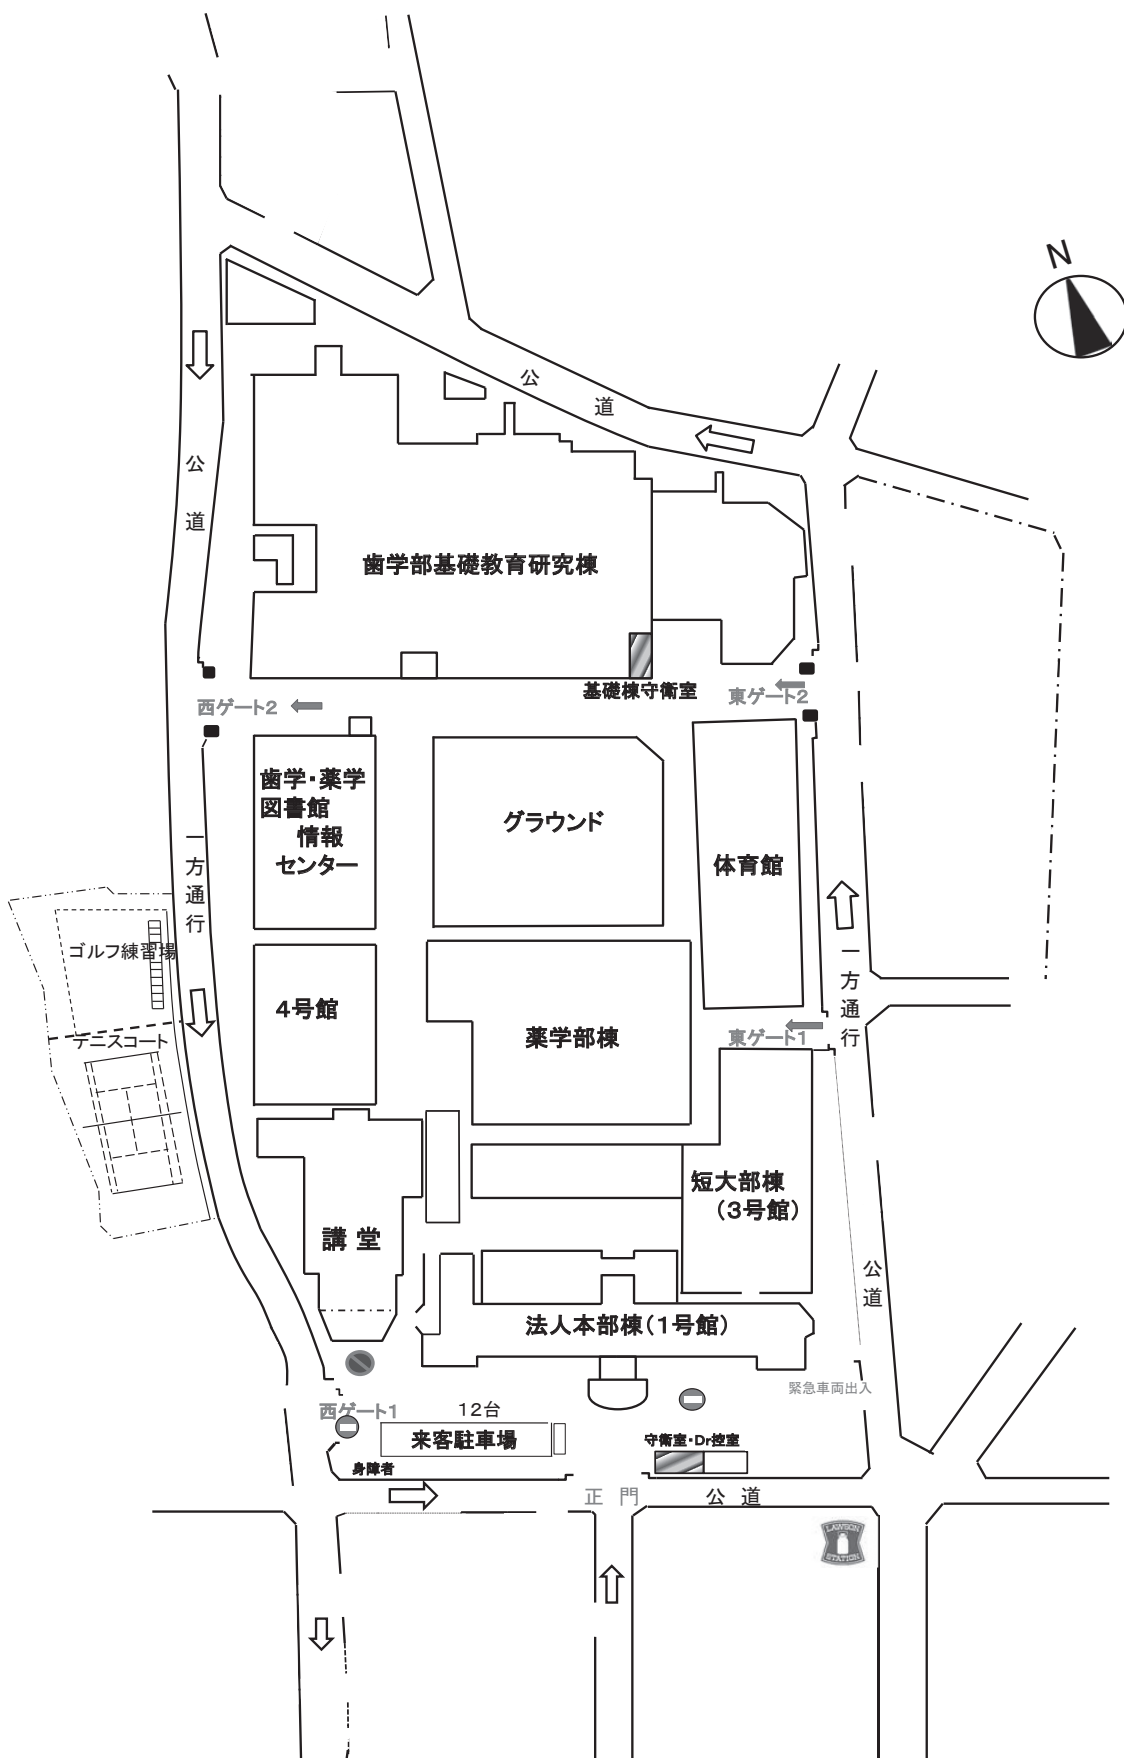 N
公
道
公
道
歯学部基礎教育研究棟
基礎棟守衛室
東ゲート2
西ゲート2
歯学・薬学
図書館
情報
センター
グラウンド
体育館
一方通行
ゴルフ練習場
4号館
一方通行
テニスコート
薬学部棟
東ゲート1
短大部棟
(3号館)
講 堂
公道
法人本部棟(1号館)
緊急車両出入
西ゲート1
12台
来客駐車場
守衛室・Dr控室
身障者
正 門
公 道
LAWSON
STATION